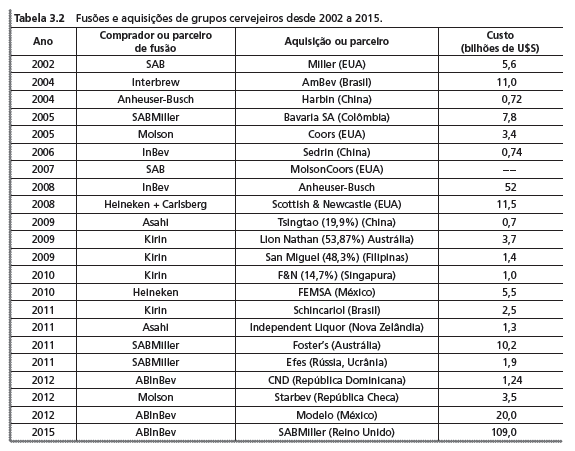 Tabela 3.2 Fusões e aquisições de grupos cervejeiros desde 2002 a 2015.
Ano Comprador ou parceiro de fusão Aquisição ou parceiro Custo (bilhões de U$S)
2002 SAB Miller (EUA) 5,6
2004 Interbrew AmBev (Brasil) 11,0
2004 Anheuser-Busch Harbin (China) 0,72
2005 SABMiller Bavaria SA (Colômbia) 7,8
2005 Molson Coors (EUA) 3,4
2006 InBev Sedrin (China) 0,74
2007 SAB MolsonCoors (EUA) −−
2008 InBev Anheuser-Busch 52
2008 Heineken + Carlsberg Scottish & Newcastle (EUA) 11,5
2009 Asahi Tsingtao (19,9%) (China) 0,7
2009 Kirin Lion Nathan (53,87%) Austrália) 3,7
2009 Kirin San Miguel (48,3%) (Filipinas) 1,4
2010 Kirin F&N (14,7%) (Singapura) 1,0
2010 Heineken FEMSA (México) 5,5
2011 Kirin Schincariol (Brasil) 2,5
2011 Asahi Independent Liquor (Nova Zelândia) 1,3
2011 SABMiller Foster's (Austrália) 10,2
2011 SABMiller Efes (Rússia, Ucrânia) 1,9
2012 ABInBev CND (República Dominicana) 1,24
2012 Molson Starbev (República Checa) 3,5
2012 ABInBev Modelo (México) 20,0
2015 ABInBev SABMiller (Reino Unido) 109,0